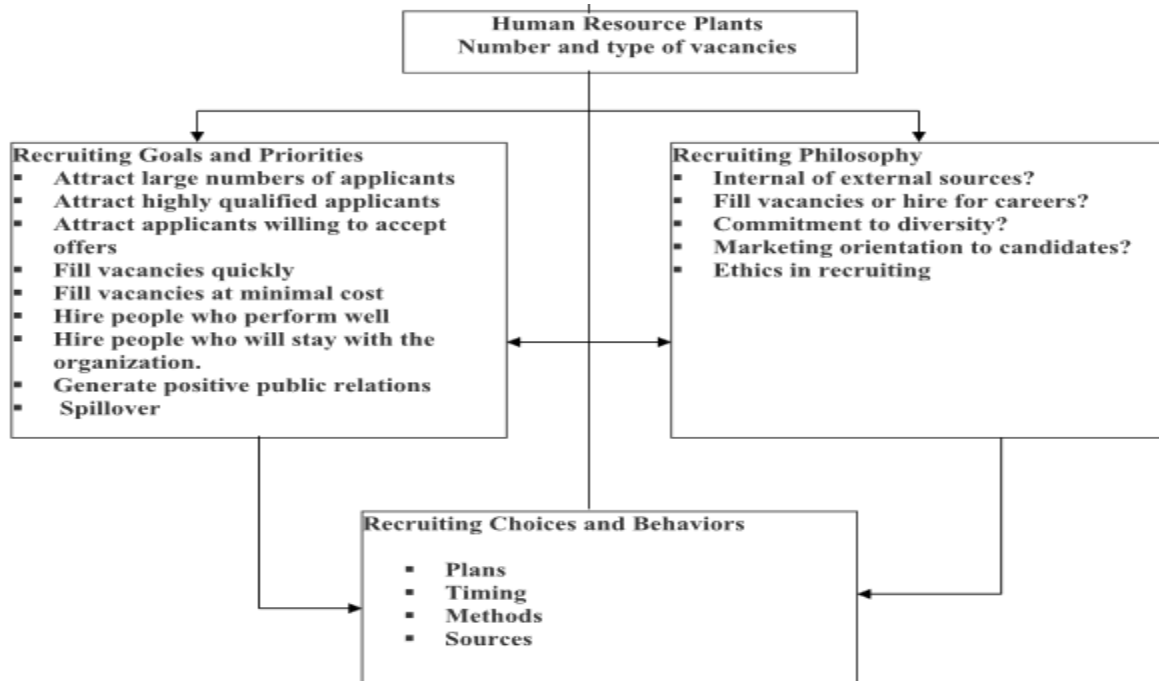 Human Resource Plants
Number and type of vacancies
Recruiting Goals and Priorities
▪ Attract large numbers of applicants
▪ Attract highly qualified applicants
▪ Attract applicants willing to accept
offers
▪ Fill vacancies quickly
▪ Fill vacancies at minimal cost
▪ Hire people who perform well
▪ Hire people who will stay with the
organization.
▪ Generate positive public relations
▪ Spillover
Recruiting Philosophy
▪ Internal of external sources?
▪ Fill vacancies or hire for careers?
▪ Commitment to diversity?
▪ Marketing orientation to candidates?
▪ Ethics in recruiting
Recruiting Choices and Behaviors
▪ Plans
▪ Timing
▪ Methods
▪ Sources